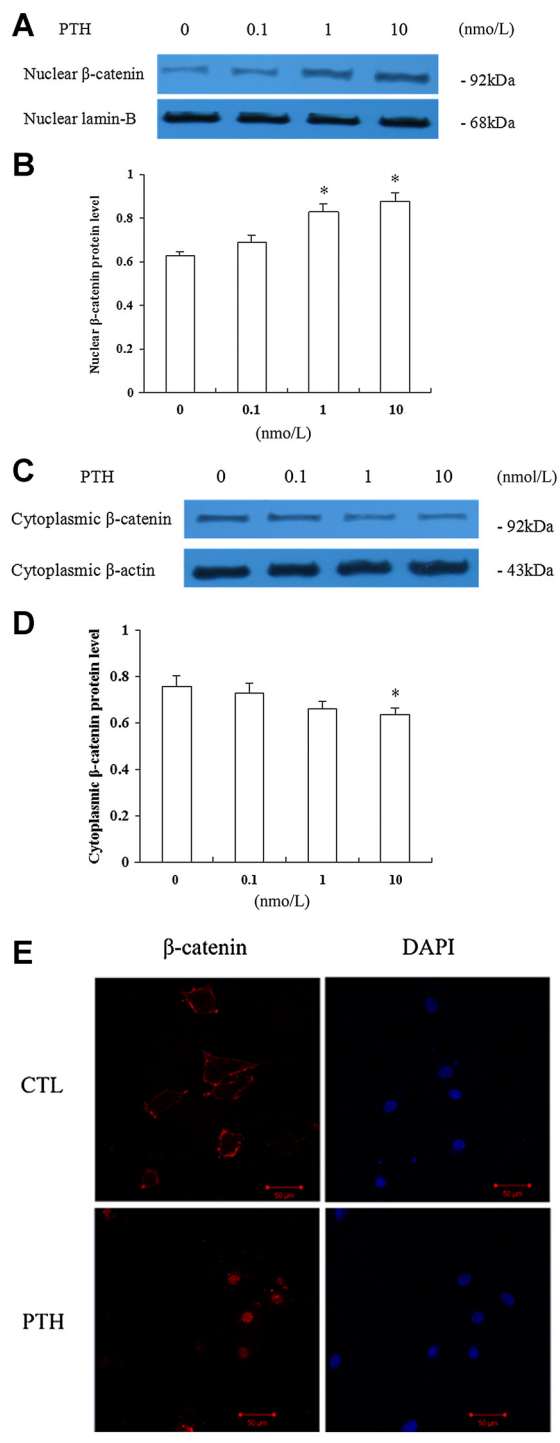 A
PTH 0 0.1 1 10 (nmo/L)
Nuclear β-catenin - 92kDa
Nuclear lamin-B - 68kDa
B
Nuclear β-catenin protein level
1
0.8
0.6
0.4
0.2
0
* *
0 0.1 1 10
(nmo/L)
C
PTH 0 0.1 1 10 (nmol/L)
Cytoplasmic β-catenin - 92kDa
Cytoplasmic β-actin - 43kDa
D
Cytoplasmic β-catenin protein level
1
0.8
0.6
0.4
0.2
0
*
0 0.1 1 10
(nmo/L)
E
β-catenin DAPI
CTL
50 μm 50 μm
PTH
50 μm 50 μm